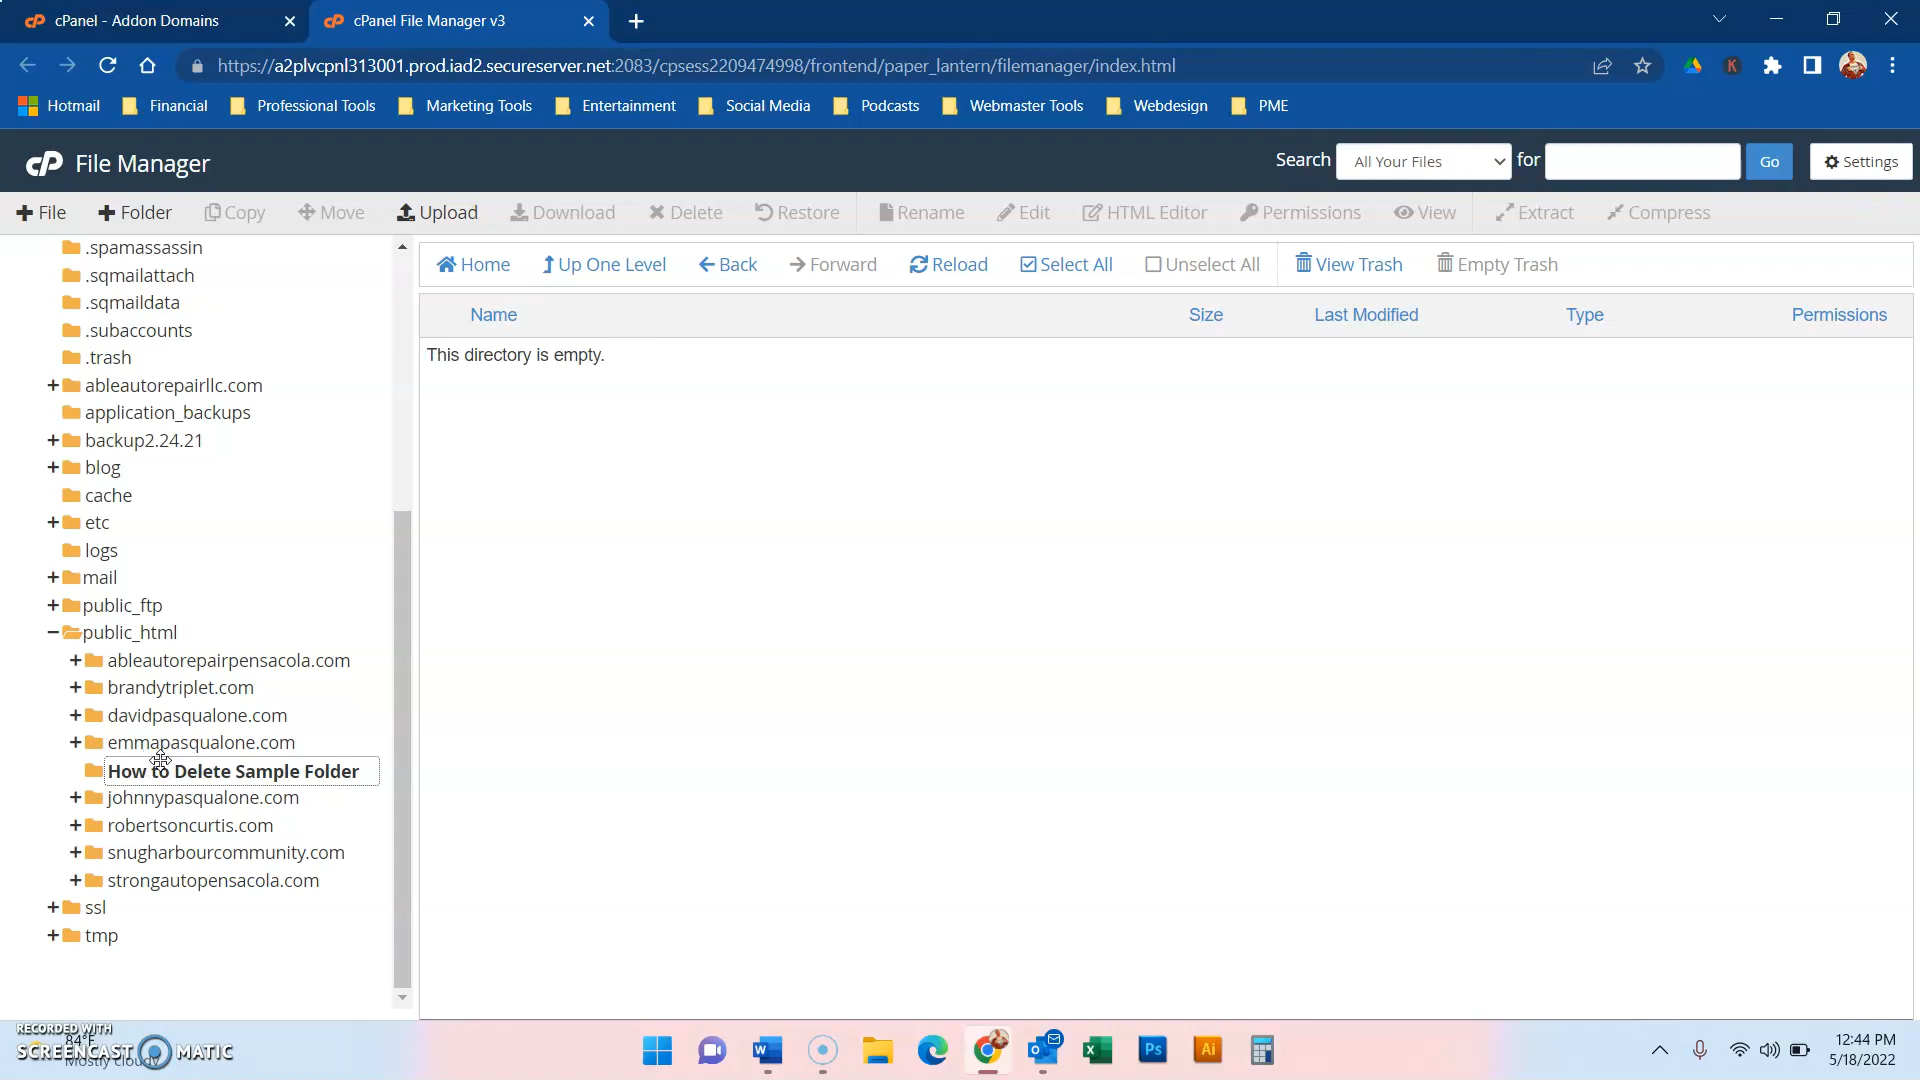 cPanel - Addon Domains
cPanel File Manager v3
https://a2plvcpnl313001.prod.iad2.secureserver.net:2083/cpsess2209474998/frontend/paper_lantern/filemanager/index.html
Hotmail Financial Professional Tools Marketing Tools Entertainment Social Media Podcasts Webmaster Tools Webdesign PME
cP File Manager
Search All Your Files for Go Settings
File Folder Copy Move Upload Download Delete Restore Rename Edit HTML Editor Permissions View Extract Compress
Home Up One Level Back Forward Reload Select All Unselect All View Trash Empty Trash
Name Size Last Modified Type Permissions
This directory is empty.
.spamassassin
.sqmailattach
.sqmaildata
.subaccounts
.trash
ableautorepairllc.com
application_backups
backup2.24.21
blog
cache
etc
logs
mail
public_ftp
public_html
ableautorepairpensacola.com
brandytriplet.com
davidpasqualone.com
emmapasqualone.com
How to Delete Sample Folder
johnnypasqualone.com
robertsoncurtis.com
snugharbourcommunity.com
strongautopensacola.com
ssl
tmp
RECORDED WITH
SCREENCAST MATIC
84°F
Mostly cloudy
12:44 PM
5/18/2022